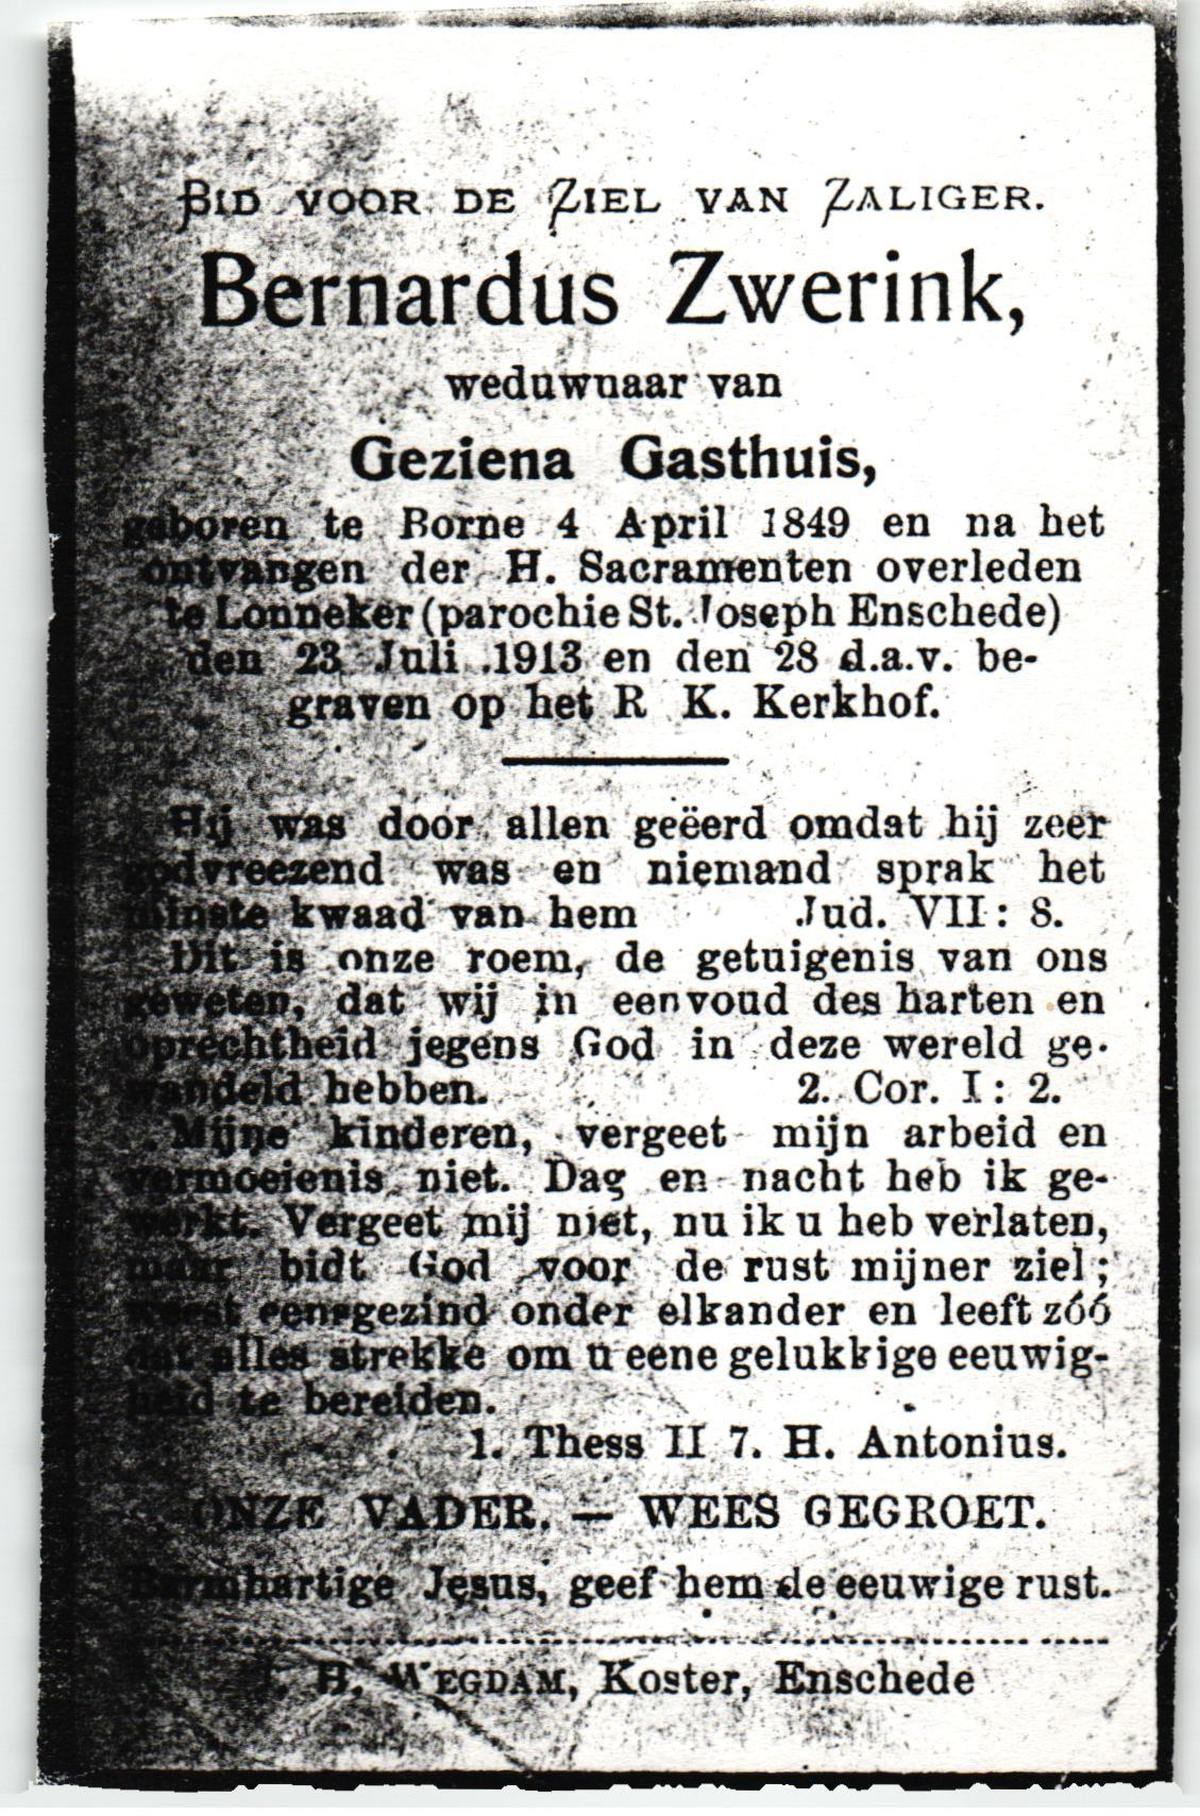 BID VOOR DE ZIEL VAN ZALIGER.
Bernardus Zwerink,
weduwnaar van
Geziena Gasthuis,
geboren te Borne 4 April 1849 en na het
ontvangen der H. Sacramenten overleden
te Lonneker (parochie St. Joseph Enschede)
den 23 Juli 1913 en den 28 d.a.v. be-
graven op het R K. Kerkhof.
Hij was door allen geëerd omdat hij zeer
godvreezend was en niemand sprak het
minste kwaad van hem Jud. VII: 8.
Dit is onze roem, de getuigenis van ons
geweten, dat wij in eenvoud des harten en
oprechtheid jegens God in deze wereld ge-
wandeld hebben. 2. Cor. I: 2.
Mijne kinderen, vergeet mijn arbeid en
vermoeienis niet. Dag en nacht heb ik ge-
werkt. Vergeet mij niet, nu ik u heb verlaten,
maar bidt God voor de rust mijner ziel;
weest eensgezind onder elkander en leeft zóó
dat alles strekke om u eene gelukkige eeuwig-
heid te bereiden.
1. Thess II 7. H. Antonius.
ONZE VADER. — WEES GEGROET.
Barmhartige Jesus, geef hem de eeuwige rust.
H. WEGDAM, Koster, Enschede